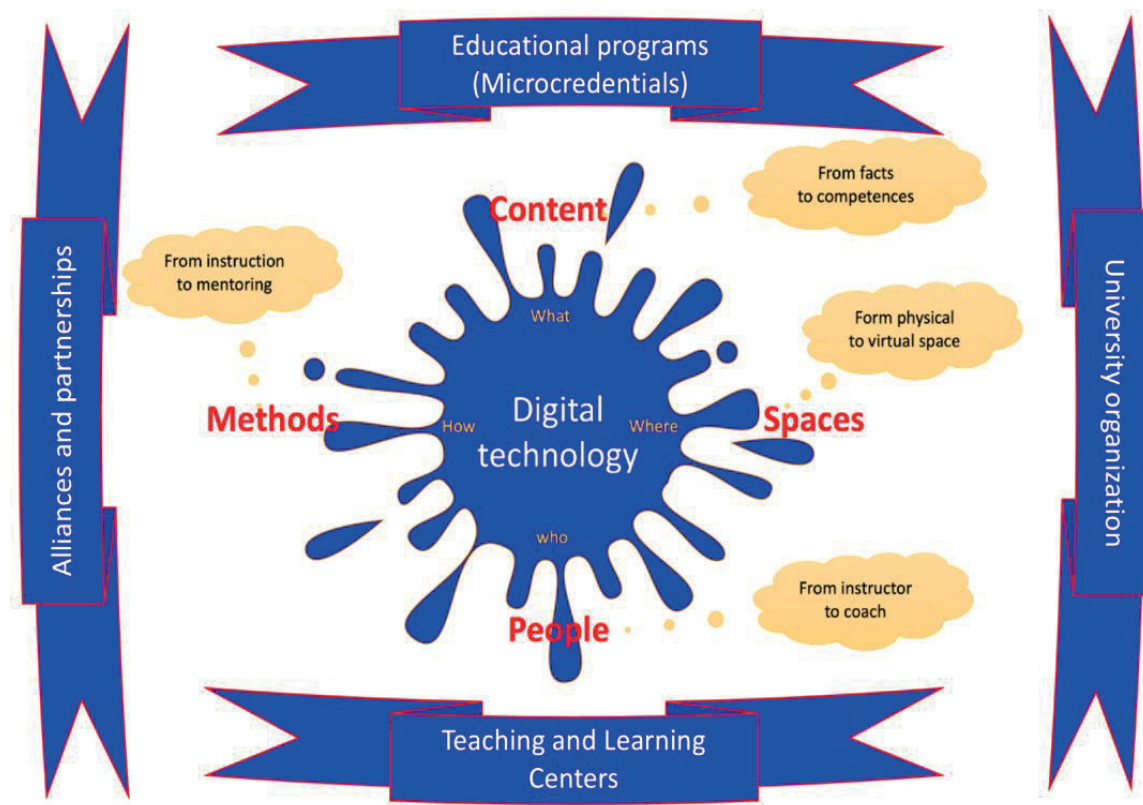 Educational programs
(Microcredentials)
From facts
to competences
Content
From instruction
to mentoring
What
Form physical
to virtual space
Alliances and partnerships
University organization
Methods
How
Digital
technology
Where
Spaces
who
From instructor
to coach
People
Teaching and Learning
Centers